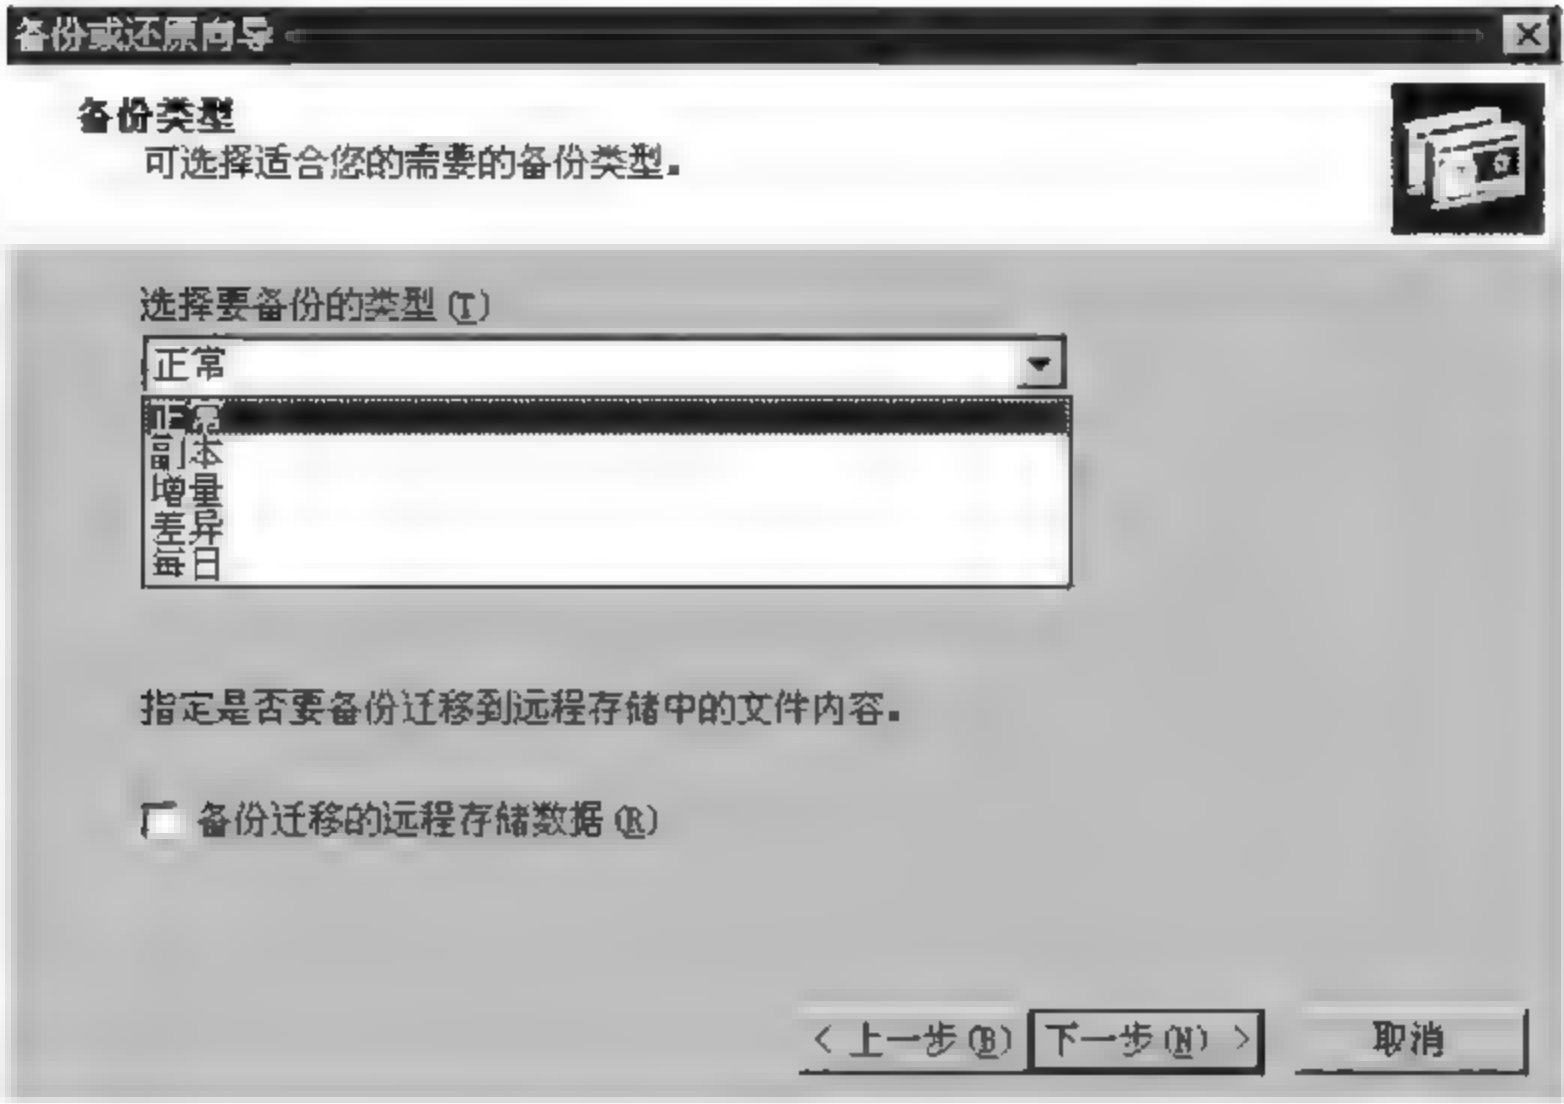 备份或还原向导
备份类型
可选择适合您的需要的备份类型。
选择要备份的类型(T)
正常
正常
副本
增量
差异
每日
指定是否要备份迁移到远程存储中的文件内容。
备份迁移的远程存储数据(R)
< 上一步(B) 下一步(N) > 取消